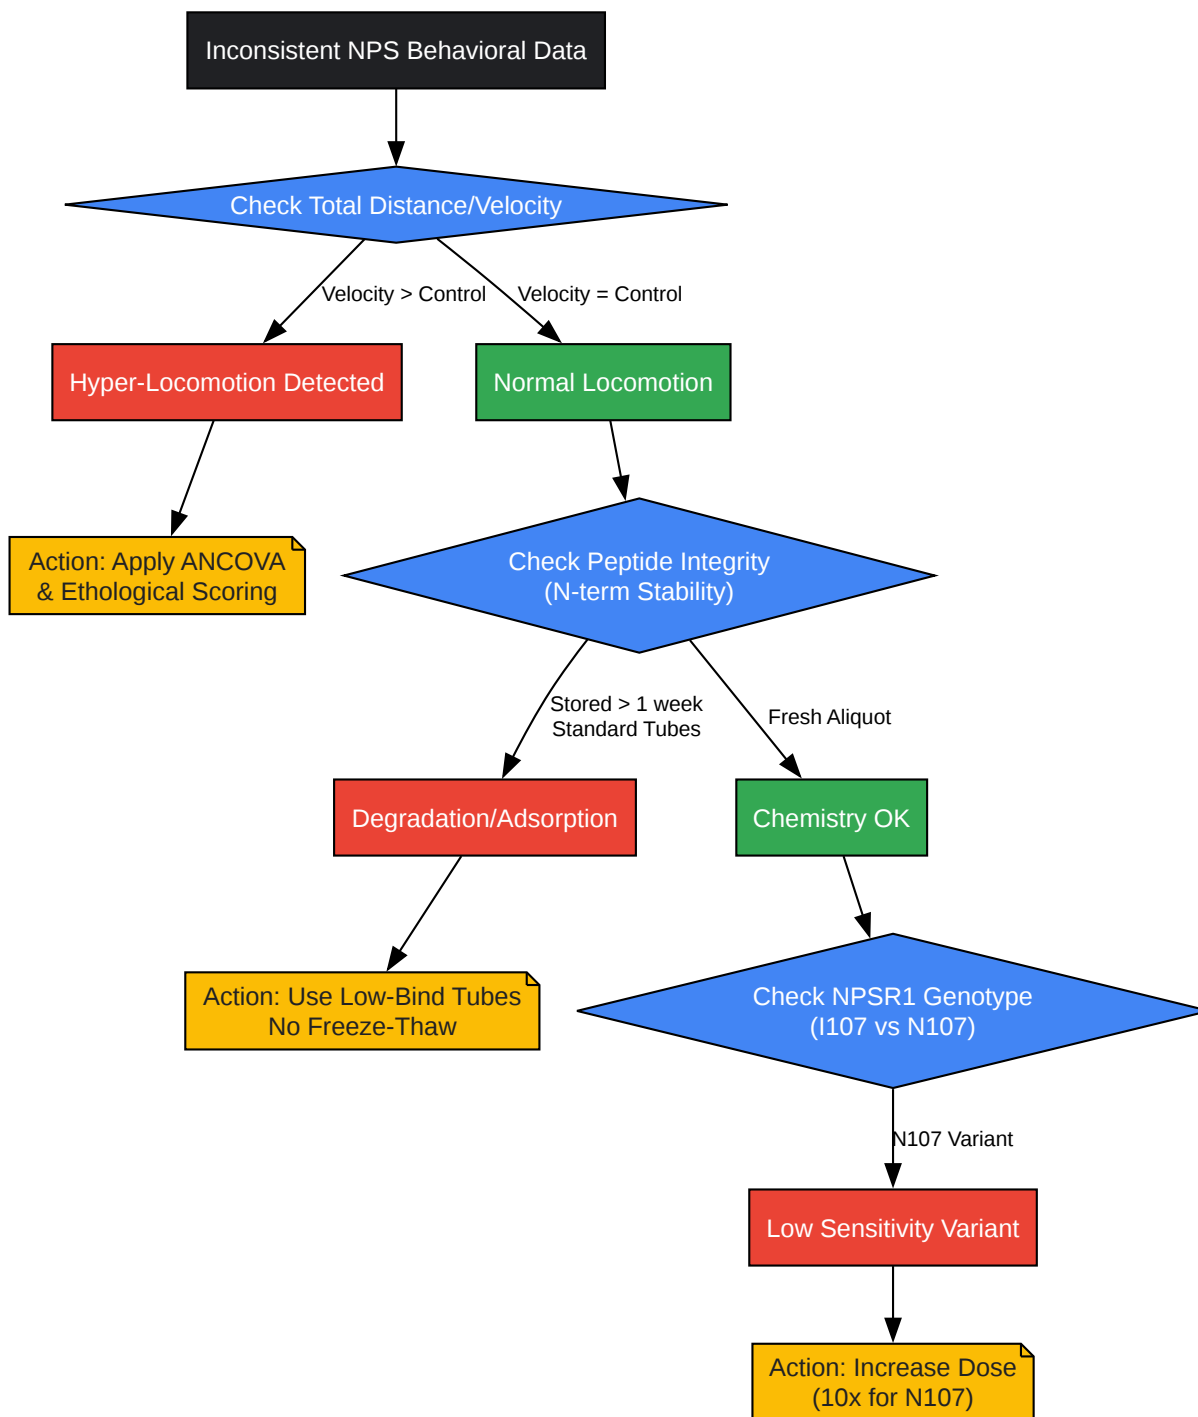 Inconsistent NPS Behavioral Data
Check Total Distance/Velocity
Velocity > Control
Velocity = Control
Hyper-Locomotion Detected
Normal Locomotion
Action: Apply ANCOVA
& Ethological Scoring
Check Peptide Integrity
(N-term Stability)
Stored > 1 week
Standard Tubes
Fresh Aliquot
Degradation/Adsorption
Chemistry OK
Action: Use Low-Bind Tubes
No Freeze-Thaw
Check NPSR1 Genotype
(I107 vs N107)
N107 Variant
Low Sensitivity Variant
Action: Increase Dose
(10x for N107)